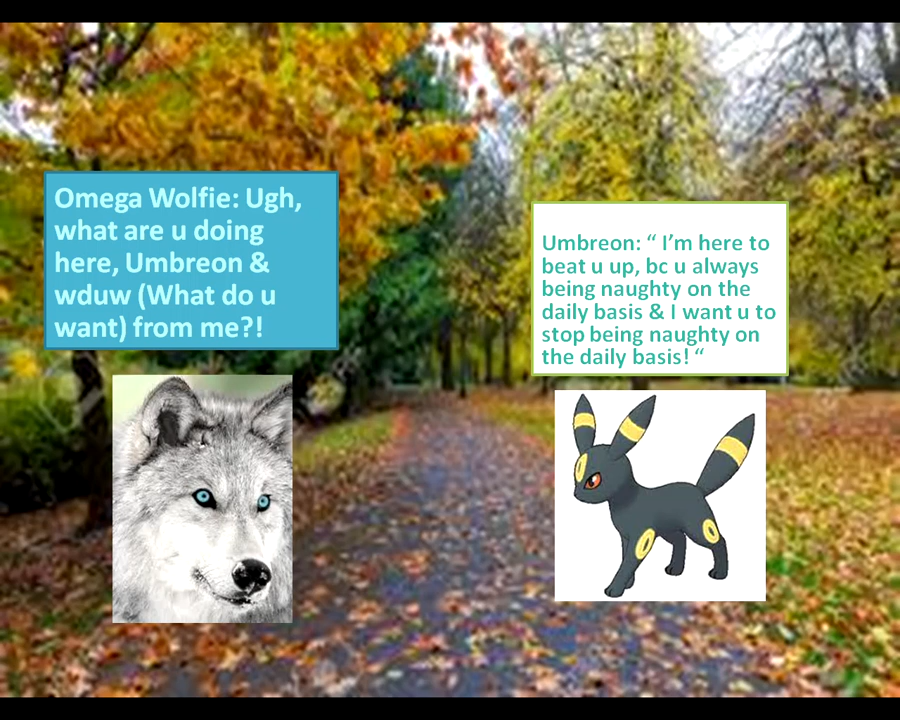 Omega Wolfie: Ugh,
what are u doing
here, Umbreon &
wduw (What do u
want) from me?!
Umbreon: “ I’m here to
beat u up, bc u always
being naughty on the
daily basis & I want u to
stop being naughty on
the daily basis! “